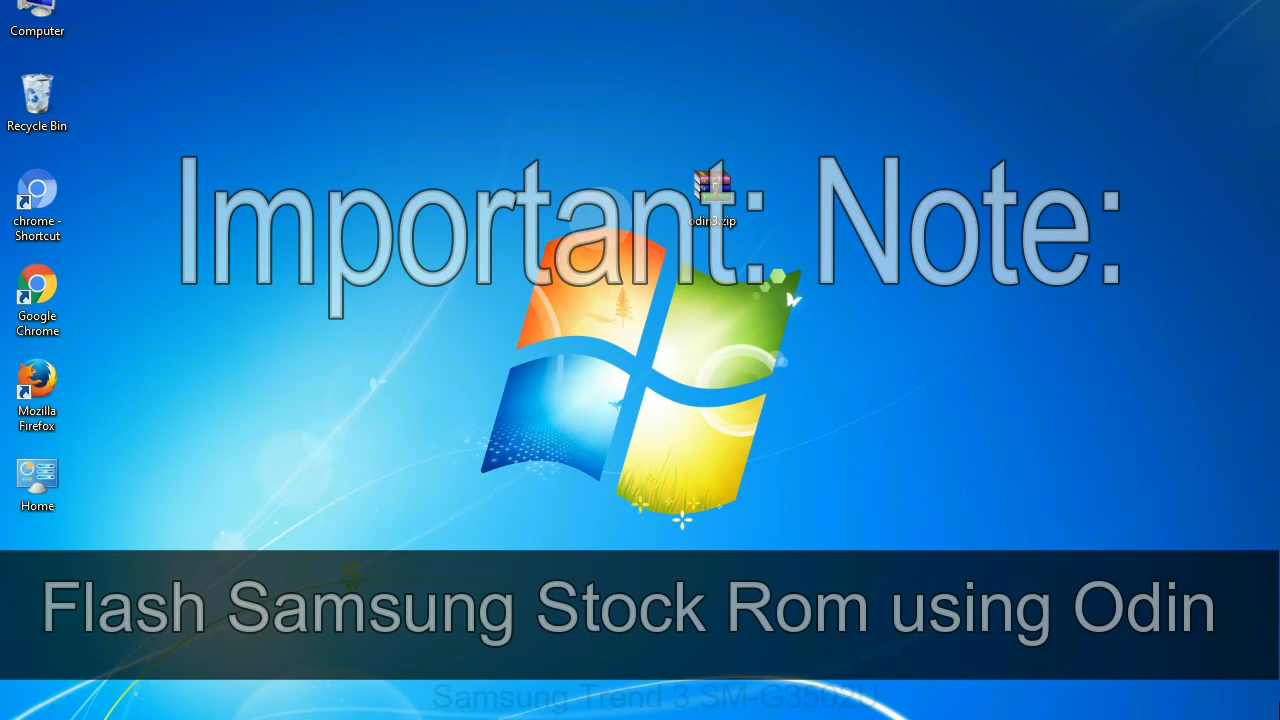 Computer
Recycle Bin
chrome -
Shortcut
Google
Chrome
Mozilla
Firefox
Home
odin3.zip
Important: Note:
Flash Samsung Stock Rom using Odin
Samsung Trend 3 SM-G3502U